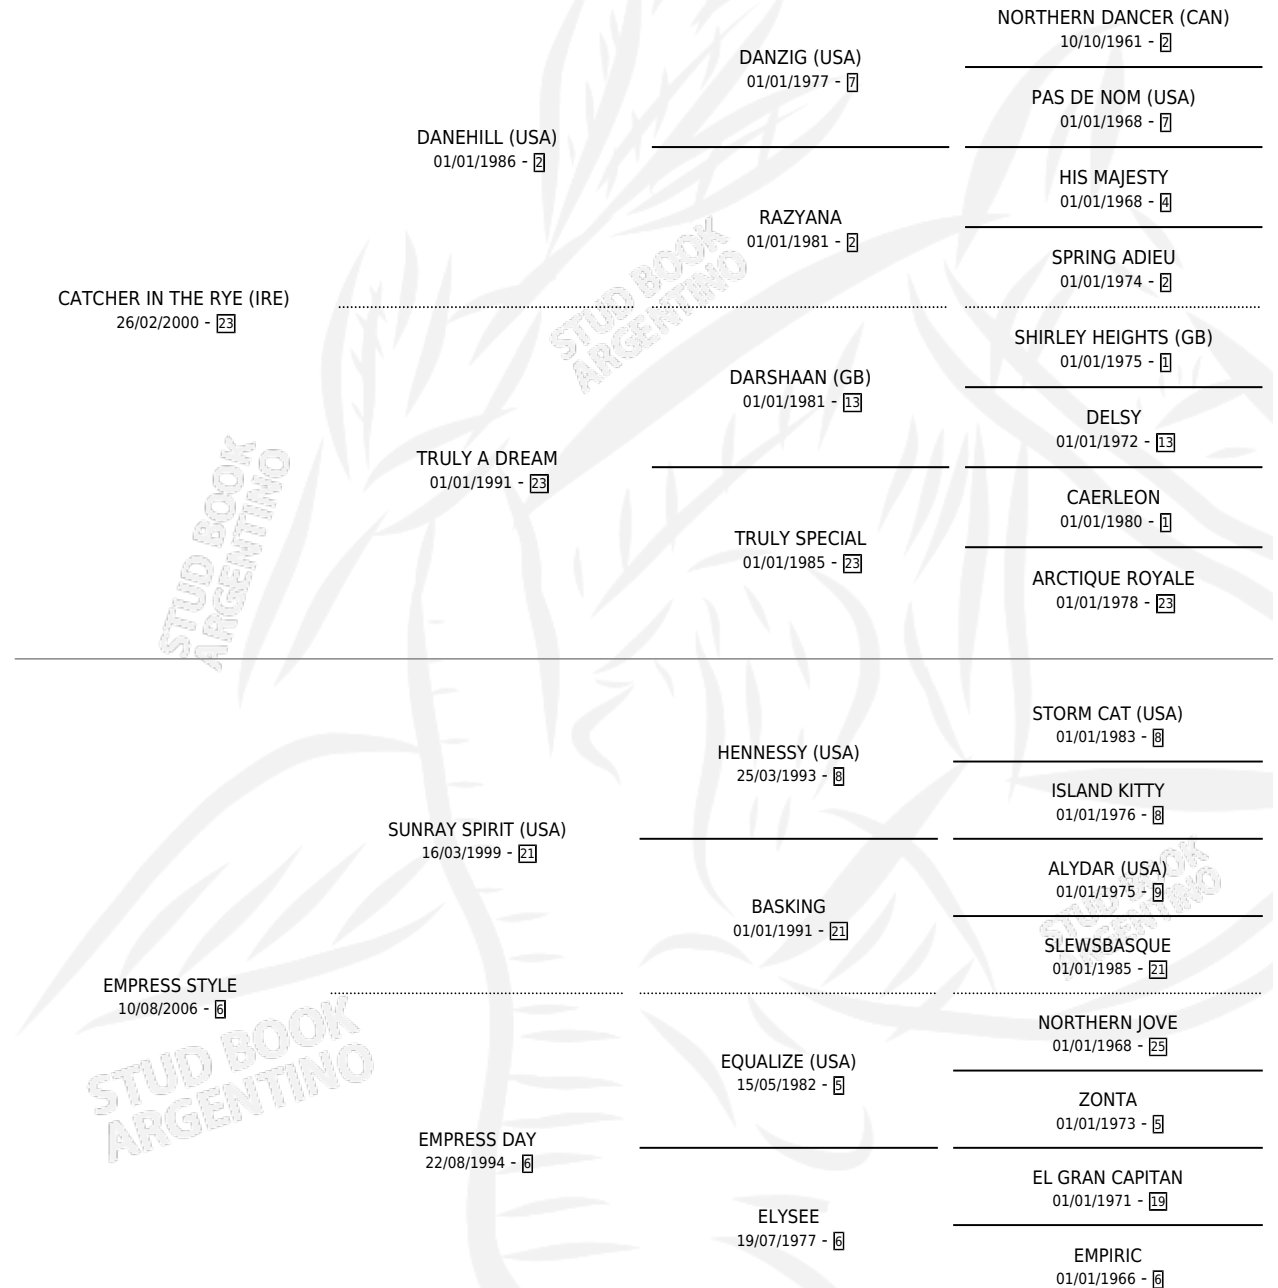 NORTHERN DANCER (CAN)
10/10/1961 - 2
DANZIG (USA)
01/01/1977 - 7
PAS DE NOM (USA)
01/01/1968 - 7
DANEHILL (USA)
01/01/1986 - 2
HIS MAJESTY
01/01/1968 - 4
RAZYANA
01/01/1981 - 2
SPRING ADIEU
01/01/1974 - 2
CATCHER IN THE RYE (IRE)
26/02/2000 - 23
STUD BOOK
ARGENTINO
SHIRLEY HEIGHTS (GB)
01/01/1975 - 1
DARSHAAN (GB)
01/01/1981 - 13
DELSY
01/01/1972 - 13
TRULY A DREAM
01/01/1991 - 23
CAERLEON
01/01/1980 - 1
TRULY SPECIAL
01/01/1985 - 23
ARCTIQUE ROYALE
01/01/1978 - 23
STUD BOOK
ARGENTINO
STORM CAT (USA)
01/01/1983 - 8
HENNESSY (USA)
25/03/1993 - 8
ISLAND KITTY
01/01/1976 - 8
SUNRAY SPIRIT (USA)
16/03/1999 - 21
ALYDAR (USA)
01/01/1975 - 9
BASKING
01/01/1991 - 21
STUD BOOK
ARGENTINO
SLEWSBASQUE
01/01/1985 - 21
EMPRESS STYLE
10/08/2006 - 6
STUD BOOK
ARGENTINO
NORTHERN JOVE
01/01/1968 - 25
EQUALIZE (USA)
15/05/1982 - 5
ZONTA
01/01/1973 - 5
EMPRESS DAY
22/08/1994 - 6
EL GRAN CAPITAN
01/01/1971 - 19
ELYSEE
19/07/1977 - 6
EMPIRIC
01/01/1966 - 6